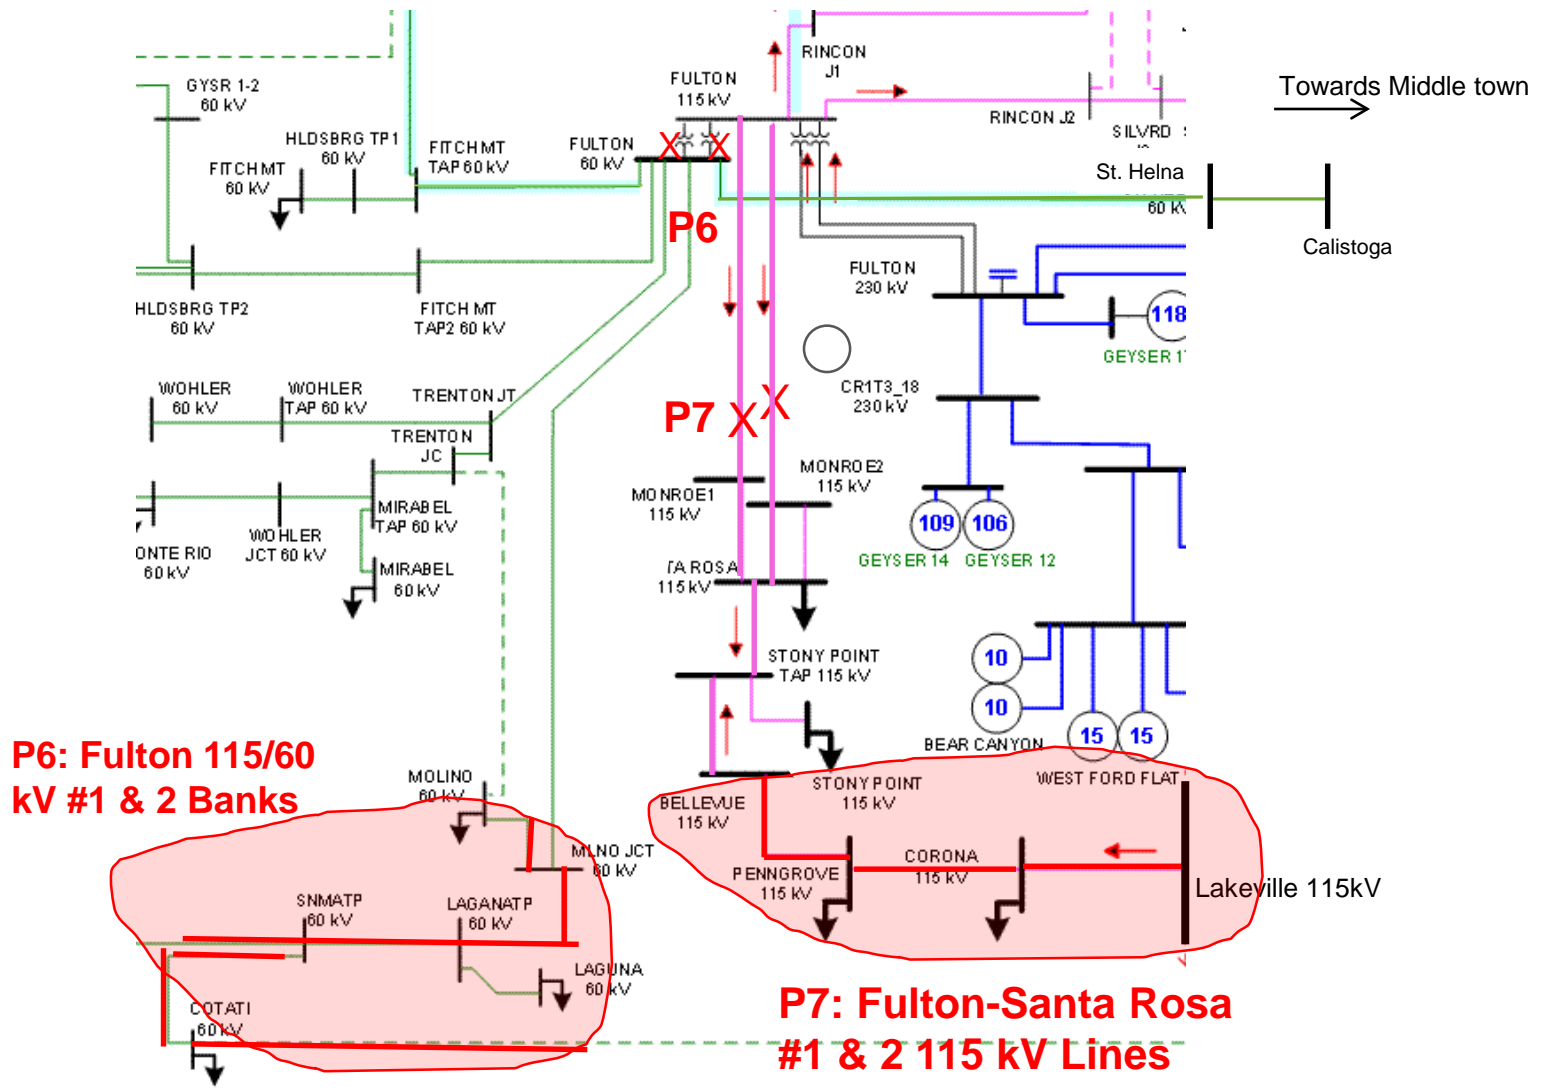 RINCON
J1
Towards Middle town
FULTON
115 kV
GYSR 1-2
60 kV
RINCON J2
SILVRD
HLDSBRG TP1
60 kV
FITCH MT
TAP 60 kV
FULTON
60 kV
X X
FITCH MT
60 kV
St. Helna
60 kV
P6
Calistoga
FULTON
230 kV
HLDSBRG TP2
60 kV
FITCH MT
TAP2 60 kV
118
GEYSER 1
WOHLER
60 kV
WOHLER
TAP 60 kV
TRENTON JT
CR1T3_18
230 kV
P7 X X
TRENTON
JC
MONROE2
115 kV
MONROE1
115 kV
MIRABEL
TAP 60 kV
109 106
WOHLER
JCT 60 kV
ONTE RIO
60 kV
GEYSER 14 GEYSER 12
MIRABEL
60 kV
TA ROSA
115 kV
10
STONY POINT
TAP 115 kV
10
15 15
BEAR CANYON
WEST FORD FLAT
P6: Fulton 115/60
kV #1 & 2 Banks
MOLINO
60 kV
STONY POINT
115 kV
BELLEVUE
115 kV
MLNO JCT
60 kV
CORONA
115 kV
PENNGROVE
115 kV
Lakeville 115kV
SNMATP
60 kV
LAGANATP
60 kV
LAGUNA
60 kV
COTATI
60 kV
P7: Fulton-Santa Rosa
#1 & 2 115 kV Lines